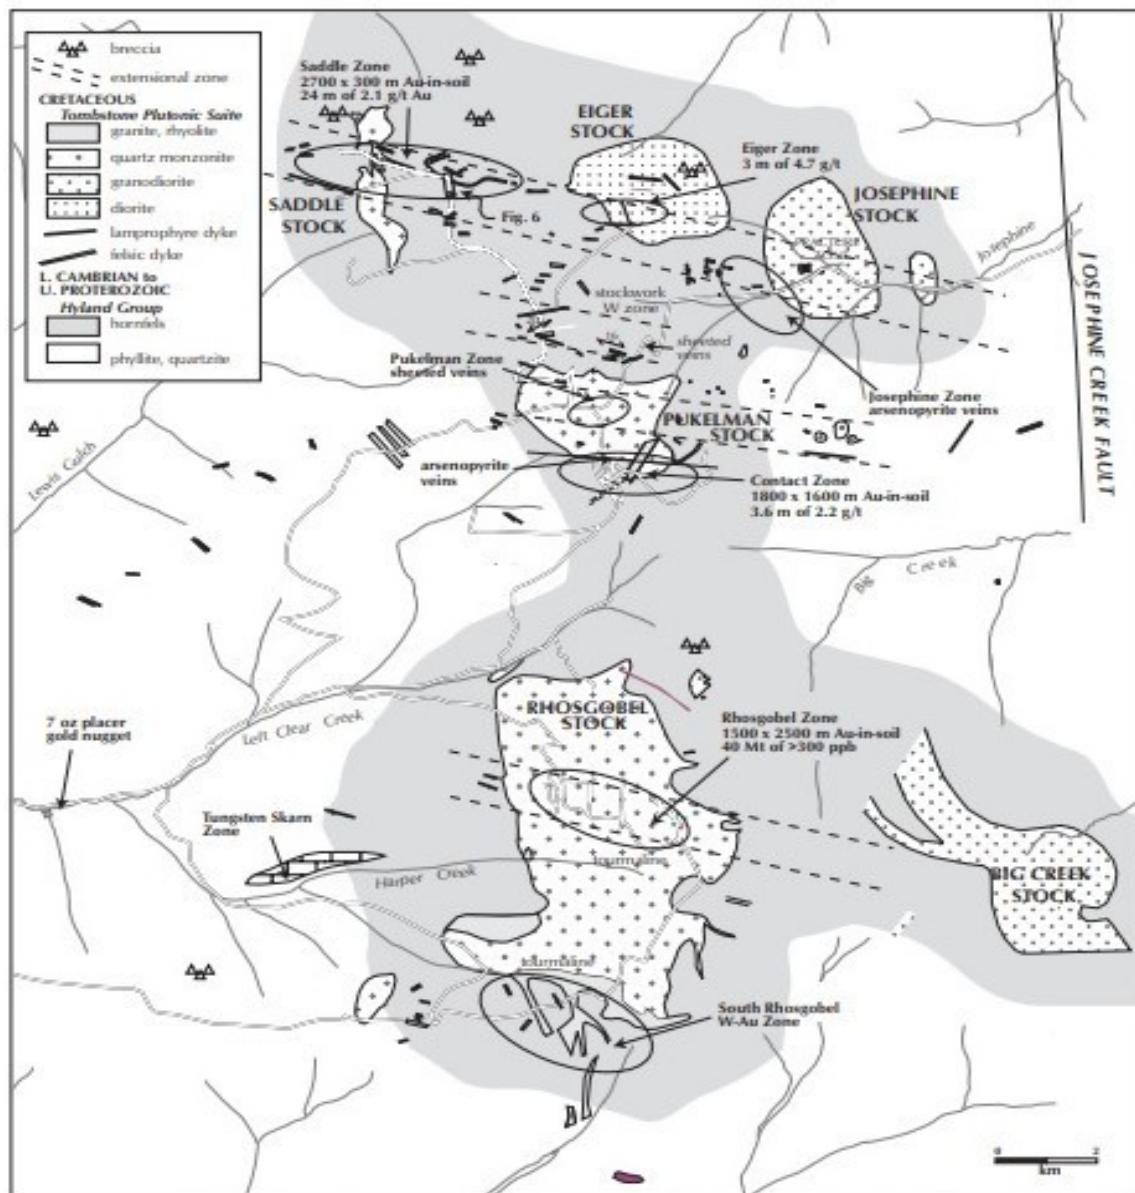 breccia
extensional zone
CRETACEOUS
Tombstone Plutonic Suite
granite, rhyolite
quartz monzonite
granodiorite
diorite
lamprophyre dyke
felsic dyke
L. CAMBRIAN to
U. PROTEROZOIC
Hyland Group
hornfels
phyllite, quartzite
Saddle Zone
2700 x 300 m Au-in-soil
24 m of 2.1 g/t Au
EIGER
STOCK
Eiger Zone
3 m of 4.7 g/t
JOSEPHINE
STOCK
SADDLE
STOCK
Fig. 6
Josephine
JOSEPHINE CREEK FAULT
stockwork
W zone
sheeted
veins
Pukelman Zone
sheeted veins
Josephine Zone
arsenopyrite veins
PUKELMAN
STOCK
arsenopyrite
veins
Contact Zone
1800 x 1600 m Au-in-soil
3.6 m of 2.2 g/t
Lewis Gulch
Big Creek
RHOSGOBEL
STOCK
Rhosgobel Zone
1500 x 2500 m Au-in-soil
40 Mt of >300 ppb
7 oz placer
gold nugget
Left Clear Creek
Tungsten Skarn
Zone
Harper Creek
tourmaline
BIG CREEK
STOCK
tourmaline
South Rhosgobel
W-Au Zone
0 2
km